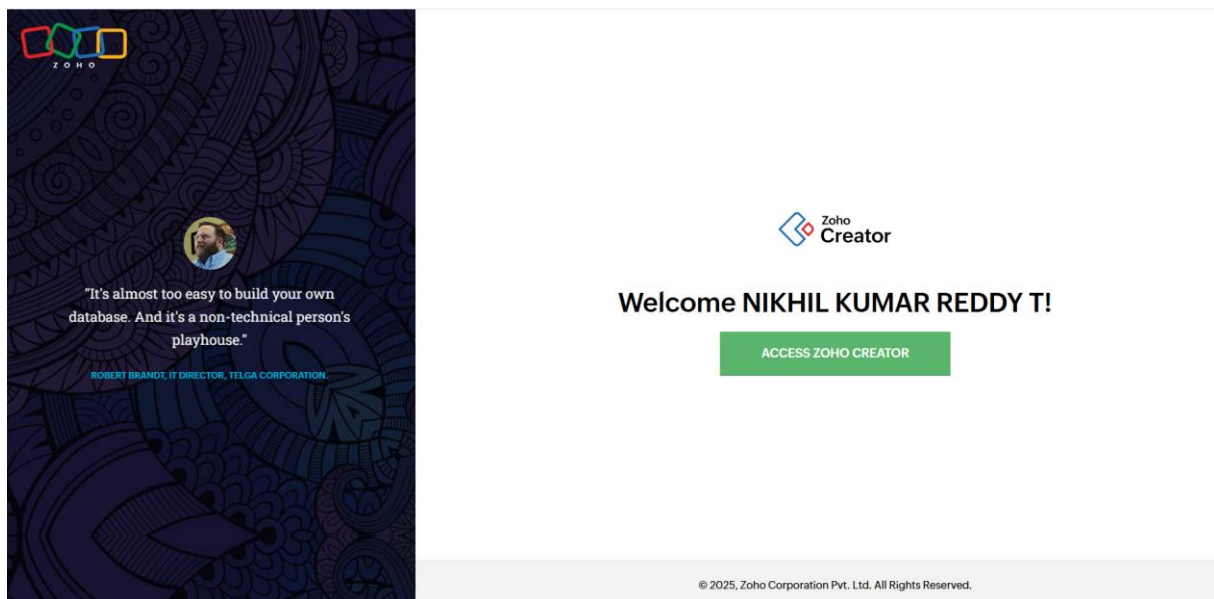 ZOHO
"It's almost too easy to build your own
database. And it's a non-technical person's
playhouse."
ROBERT BRANDT, IT DIRECTOR, TELGA CORPORATION.
Zoho
Creator
Welcome NIKHIL KUMAR REDDY T!
ACCESS ZOHO CREATOR
© 2025, Zoho Corporation Pvt. Ltd. All Rights Reserved.